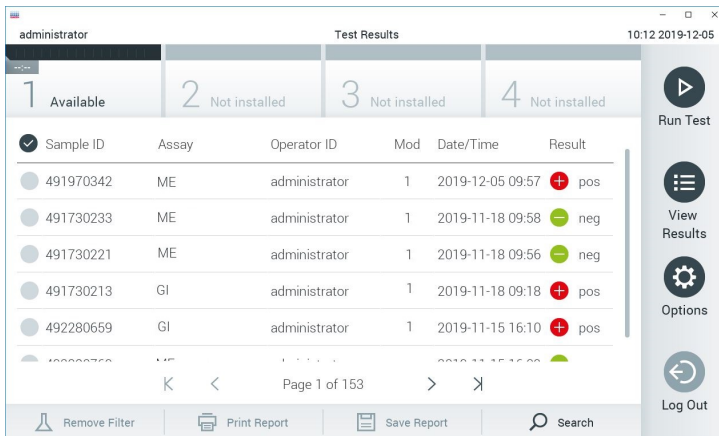 administrator Test Results 10:12 2019-12-05
--:--
1 Available 2 Not installed 3 Not installed 4 Not installed
Run Test
Sample ID Assay Operator ID Mod Date/Time Result
491970342 ME administrator 1 2019-12-05 09:57 pos
491730233 ME administrator 1 2019-11-18 09:58 neg
View Results
491730221 ME administrator 1 2019-11-18 09:56 neg
491730213 GI administrator 1 2019-11-18 09:18 pos
Options
492280659 GI administrator 1 2019-11-15 16:10 pos
Page 1 of 153
Log Out
Remove Filter Print Report Save Report Search